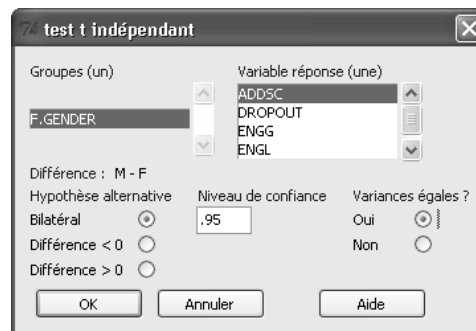 test t indépendant
Groupes (un)
Variable réponse (une)
F.GENDER
ADDSC
DROPOUT
ENGG
ENGL
Différence : M - F
Hypothèse alternative
Niveau de confiance
Variances égales ?
Bilatéral
.95
Oui
Différence < 0
Non
Différence > 0
OK
Annuler
Aide